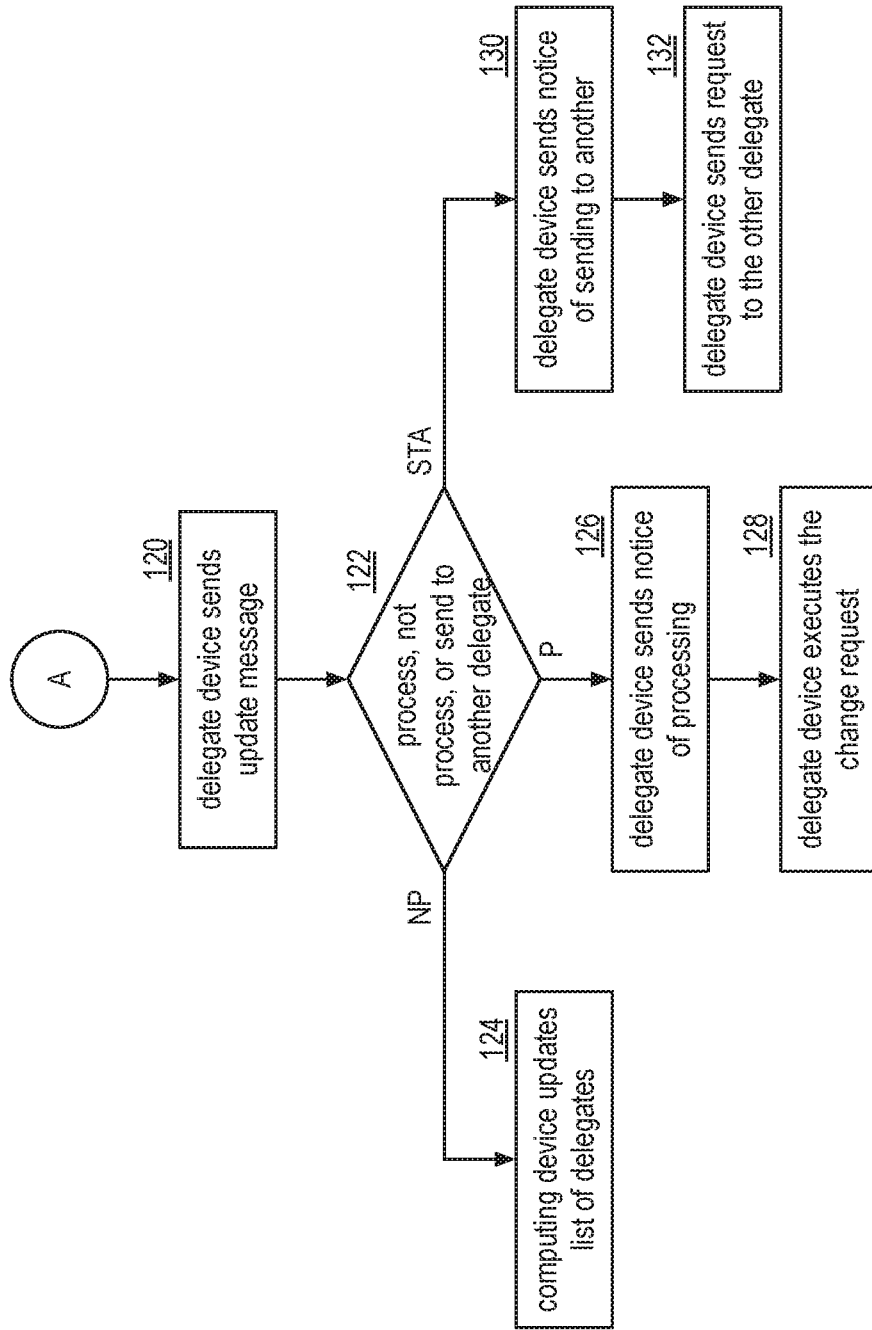 A
120
delegate device sends
update message
122
process, not
process, or send to
another delegate
NP
P
STA
124
computing device updates
list of delegates
126
delegate device sends notice
of processing
128
delegate device executes the
change request
130
delegate device sends notice
of sending to another
132
delegate device sends request
to the other delegate